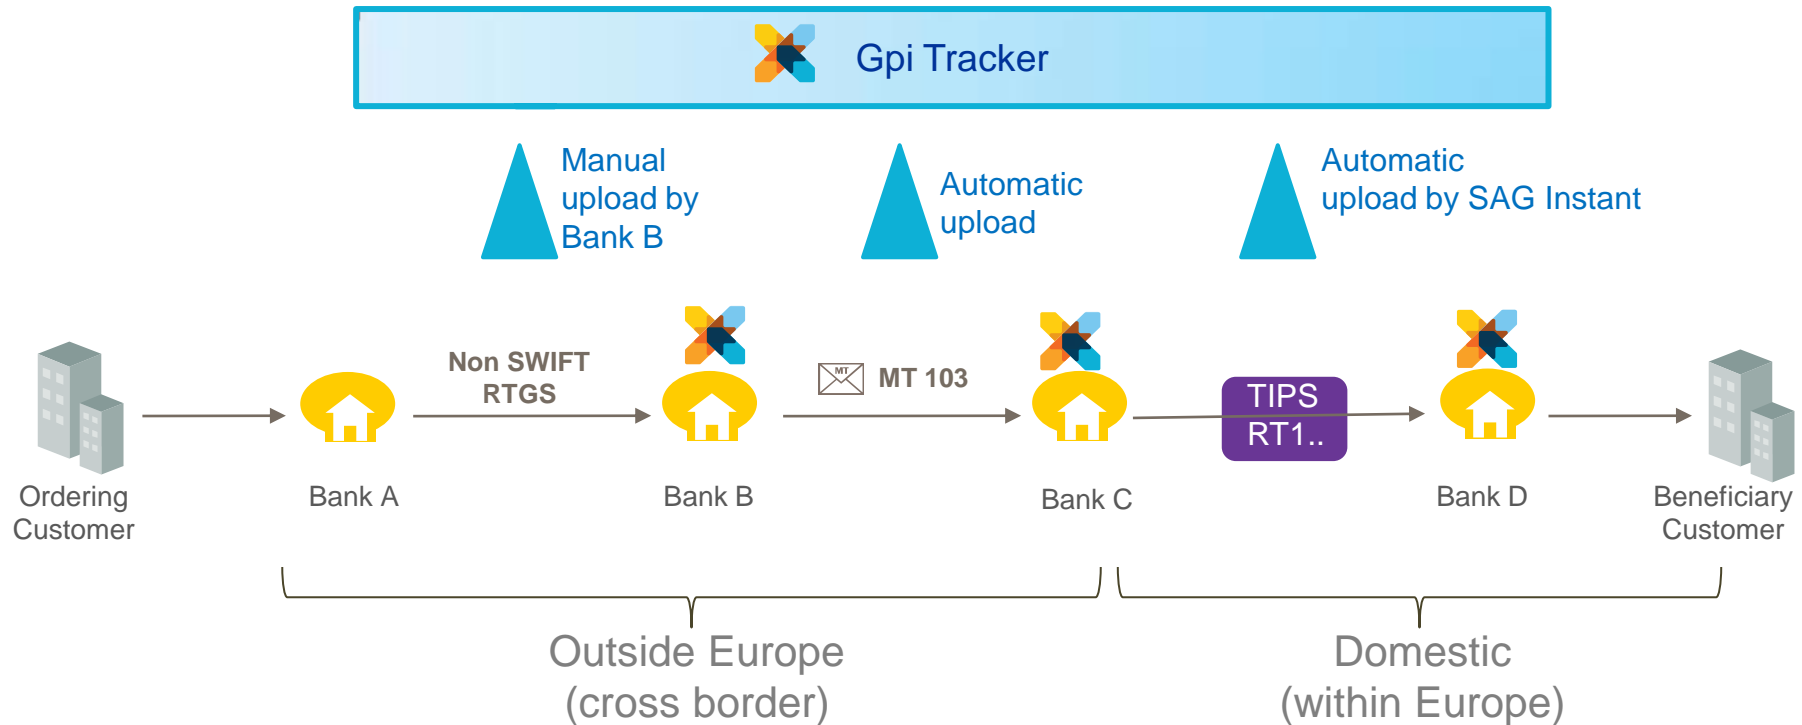 Gpi Tracker
Manual
upload by
Bank B
Automatic
upload
Automatic
upload by SAG Instant
Non SWIFT
RTGS
MT
MT 103
TIPS
RT1..
Ordering
Customer
Bank A
Bank B
Bank C
Bank D
Beneficiary
Customer
Outside Europe
(cross border)
Domestic
(within Europe)